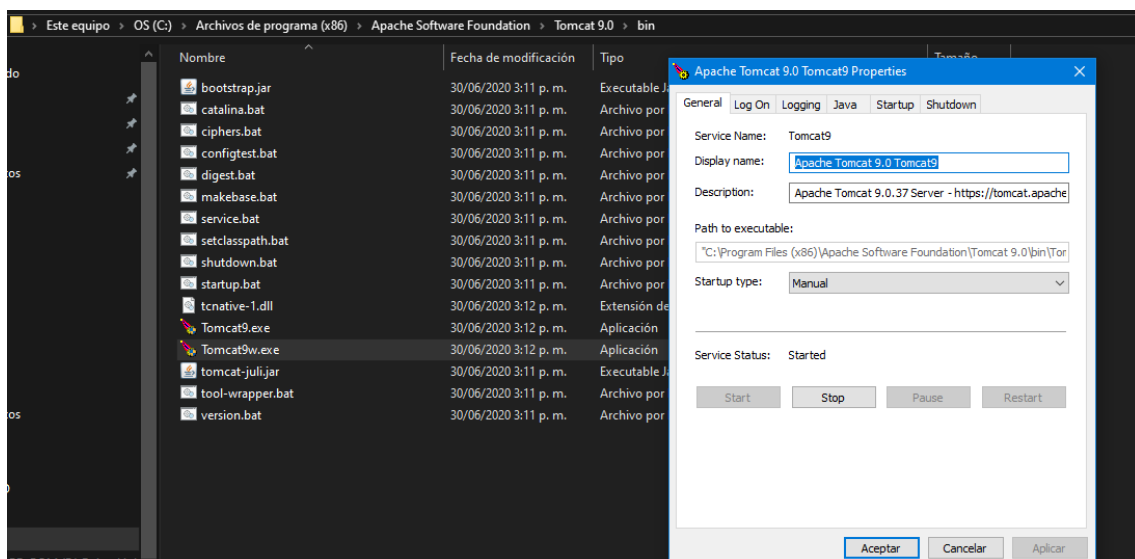 Este equipo > OS (C:) > Archivos de programa (x86) > Apache Software Foundation > Tomcat 9.0 > bin
Nombre Fecha de modificación Tipo Tamaño
bootstrap.jar 30/06/2020 3:11 p. m. Executable J
catalina.bat 30/06/2020 3:11 p. m. Archivo por
ciphers.bat 30/06/2020 3:11 p. m. Archivo por
configtest.bat 30/06/2020 3:11 p. m. Archivo por
digest.bat 30/06/2020 3:11 p. m. Archivo por
makebase.bat 30/06/2020 3:11 p. m. Archivo por
service.bat 30/06/2020 3:11 p. m. Archivo por
setclasspath.bat 30/06/2020 3:11 p. m. Archivo por
shutdown.bat 30/06/2020 3:11 p. m. Archivo por
startup.bat 30/06/2020 3:11 p. m. Archivo por
tcnative-1.dll 30/06/2020 3:12 p. m. Extensión de
Tomcat9.exe 30/06/2020 3:12 p. m. Aplicación
Tomcat9w.exe 30/06/2020 3:12 p. m. Aplicación
tomcat-juli.jar 30/06/2020 3:11 p. m. Executable J
tool-wrapper.bat 30/06/2020 3:11 p. m. Archivo por
version.bat 30/06/2020 3:11 p. m. Archivo por
do
os
os
Apache Tomcat 9.0 Tomcat9 Properties
General Log On Logging Java Startup Shutdown
Service Name: Tomcat9
Display name: Apache Tomcat 9.0 Tomcat9
Description: Apache Tomcat 9.0.37 Server - https://tomcat.apache
Path to executable:
"C:\Program Files (x86)\Apache Software Foundation\Tomcat 9.0\bin\Tor
Startup type: Manual
Service Status: Started
Start Stop Pause Restart
Aceptar Cancelar Aplicar